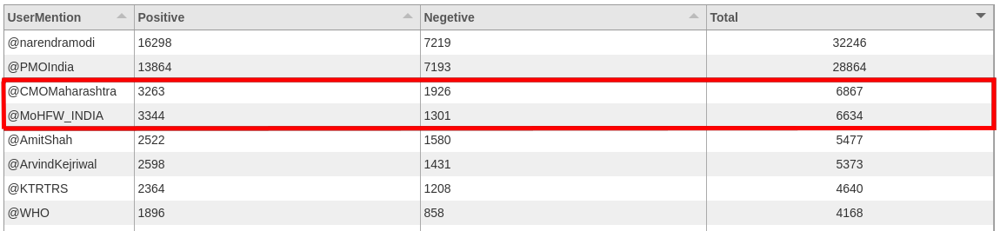 UserMention Positive Negetive Total
@narendramodi 16298 7219 32246
@PMOIndia 13864 7193 28864
@CMOMaharashtra 3263 1926 6867
@MoHFW_INDIA 3344 1301 6634
@AmitShah 2522 1580 5477
@ArvindKejriwal 2598 1431 5373
@KTRTRS 2364 1208 4640
@WHO 1896 858 4168